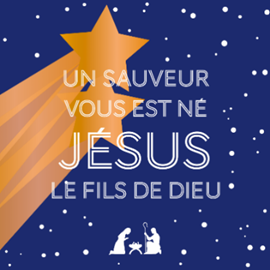 UN SAUVEUR
VOUS EST NÉ
JÉSUS
LE FILS DE DIEU